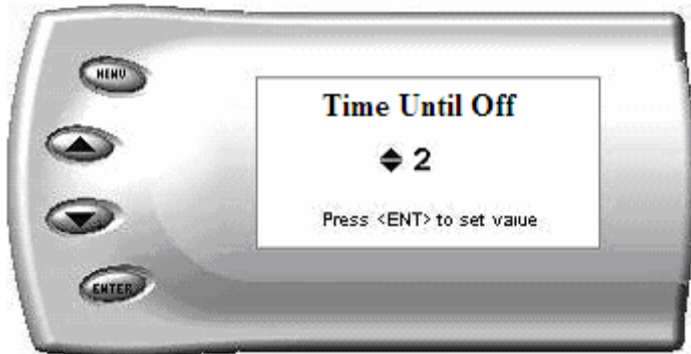 MENU
Time Until Off
2
Press <ENT> to set value
ENTER